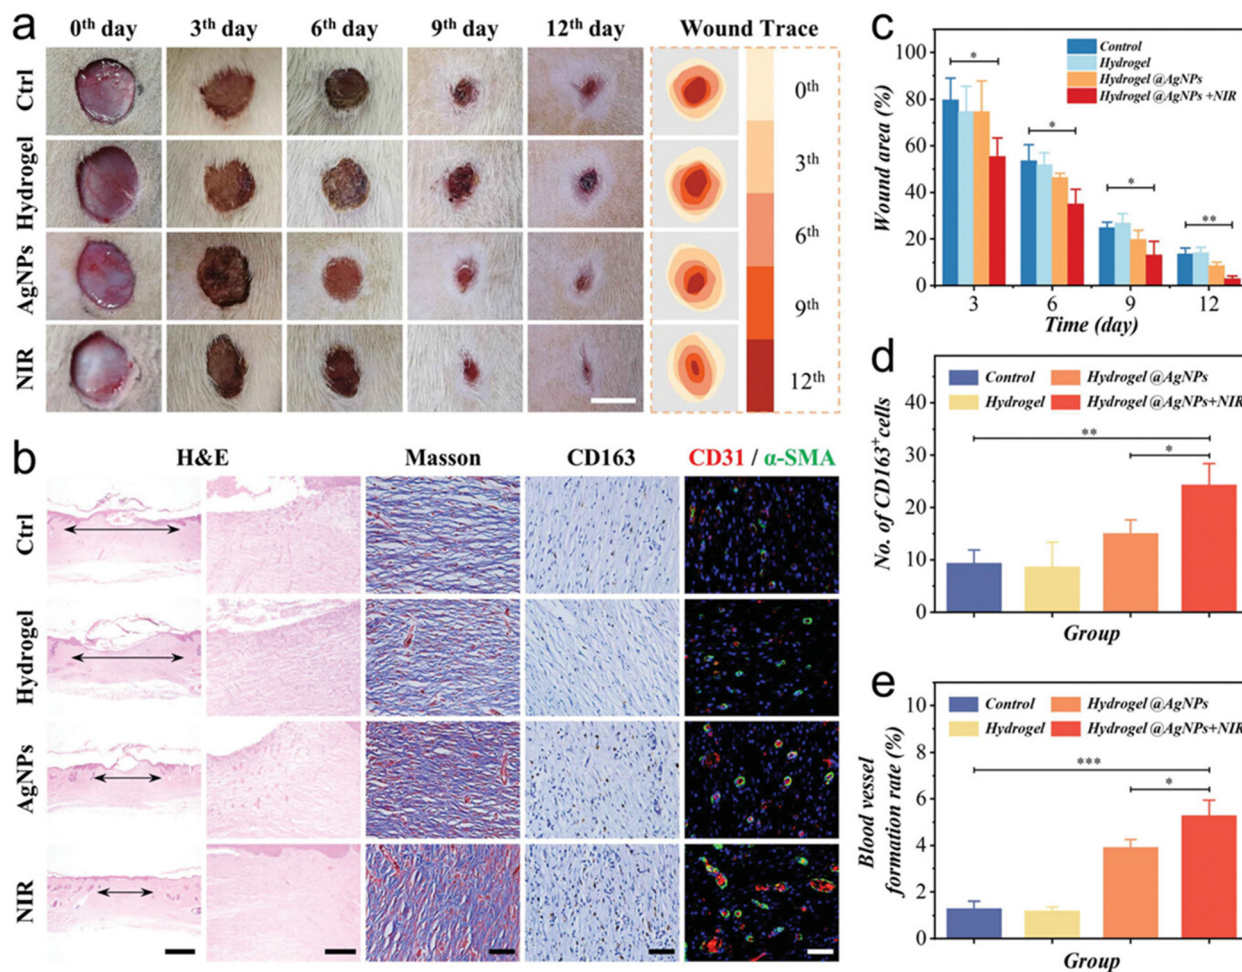 a
0th day 3th day 6th day 9th day 12th day Wound Trace
Ctrl
Hydrogel
AgNPs
NIR
0th
3th
6th
9th
12th
b
H&E Masson CD163 CD31 / α-SMA
Ctrl
Hydrogel
AgNPs
NIR
c
Control
Hydrogel
Hydrogel @AgNPs
Hydrogel @AgNPs +NIR
Wound area (%)
100
80
60
40
20
0
* * * **
3 6 9 12
Time (day)
d
Control Hydrogel @AgNPs
Hydrogel Hydrogel @AgNPs+NIR
No. of CD163+cells
40
30
20
10
0
**
*
Group
e
Control Hydrogel @AgNPs
Hydrogel Hydrogel @AgNPs+NIR
Blood vessel
formation rate (%)
10
8
6
4
2
0
***
*
Group